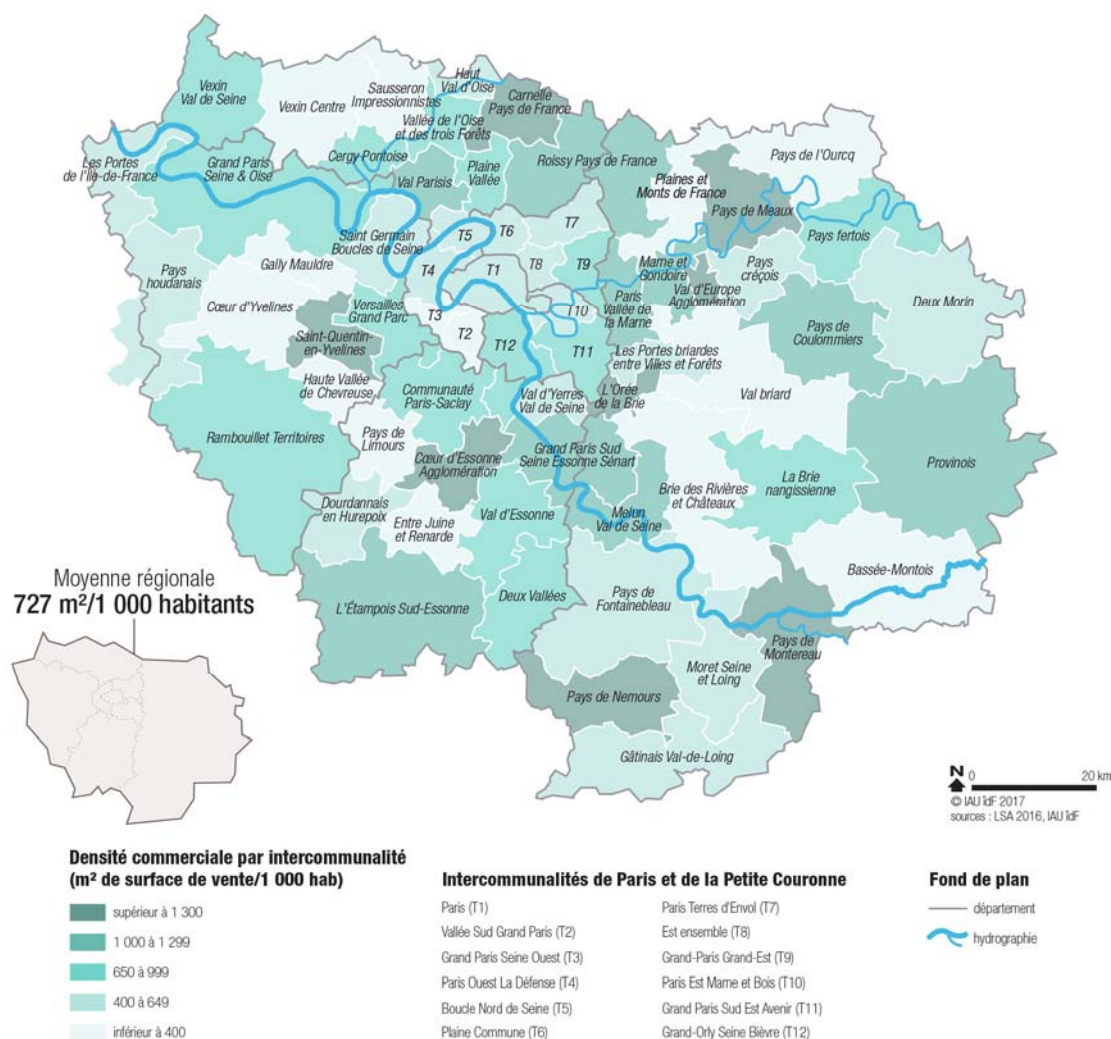 Vexin
Val de Seine
Vexin Centre
Sausseron
Impressionnistes
Haut
Val d'Oise
Carnelle
Pays de France
Vallée de l'Oise
et des trois Forêts
Cergy Pontoise
Les Portes
de l'Île-de-France
Grand Paris
Seine & Oise
Val Parisis
Plaine
Vallée
Roissy Pays de France
Plaines et
Monts de France
Pays de l'Ourcq
Pays de Meaux
Pays fertois
Saint Germain
Boucles de Seine
T5
T6
T7
T4
T1
T8
T9
Marne et
Gondoire
Pays
créçois
Val d'Europe
Agglomération
Deux Morin
Pays
houdanais
Gally Mauldre
Cœur d'Yvelines
Versailles
Grand Parc
T3
T2
T10
T12
T11
Paris
Vallée de
la Marne
Pays de
Coulommiers
Saint-Quentin-
en-Yvelines
Les Portes briardes
entre Villes et Forêts
Haute Vallée
de Chevreuse
Communauté
Paris-Saclay
Val d'Yerres
Val de Seine
L'Orée
de la Brie
Val briard
Rambouillet Territoires
Pays de
Limours
Cœur d'Essonne
Agglomération
Grand Paris Sud
Seine Essonne Sénart
Provinois
Dourdannais
en Hurepoix
Entre Juine
et Renarde
Val d'Essonne
Melun
Val de Seine
Brie des Rivières
et Châteaux
La Brie
nangissienne
Bassée-Montois
L'Étampois Sud-Essonne
Deux Vallées
Pays de
Fontainebleau
Pays de
Montereau
Moret Seine
et Loing
Pays de Nemours
Gâtinais Val-de-Loing
Moyenne régionale
727 m²/1 000 habitants
N
0
20 km
© IAU îdF 2017
sources : LSA 2016, IAU îdF
Densité commerciale par intercommunalité
(m² de surface de vente/1 000 hab)
supérieur à 1 300
1 000 à 1 299
650 à 999
400 à 649
inférieur à 400
Intercommunalités de Paris et de la Petite Couronne
Paris (T1)
Vallée Sud Grand Paris (T2)
Grand Paris Seine Ouest (T3)
Paris Ouest La Défense (T4)
Boucle Nord de Seine (T5)
Plaine Commune (T6)
Paris Terres d'Envol (T7)
Est ensemble (T8)
Grand-Paris Grand-Est (T9)
Paris Est Marne et Bois (T10)
Grand Paris Sud Est Avenir (T11)
Grand-Orly Seine Bièvre (T12)
Fond de plan
département
hydrographie